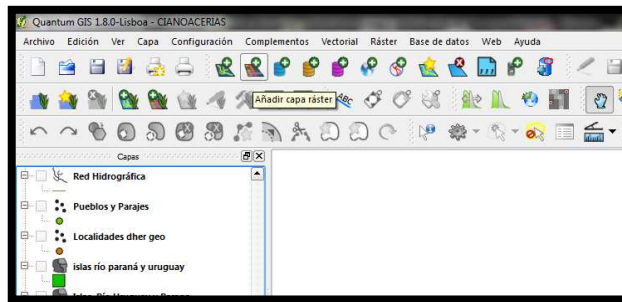 Quantum GIS 1.8.0-Lisboa - CIANOACERIAS
Archivo Edición Ver Capa Configuración Complementos Vectorial Ráster Base de datos Web Ayuda
Añadir capa ráster
ABC
Capas
Red Hidrográfica
Pueblos y Parajes
Localidades dher geo
islas río paraná y uruguay